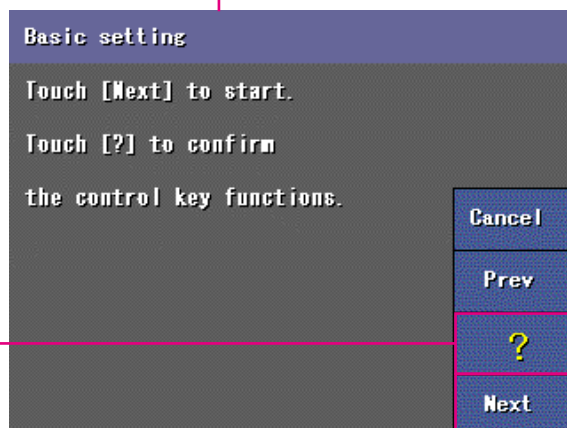 Basic setting
Touch [Next] to start.
Touch [?] to confirm
the control key functions.
Cancel
Prev
?
Next